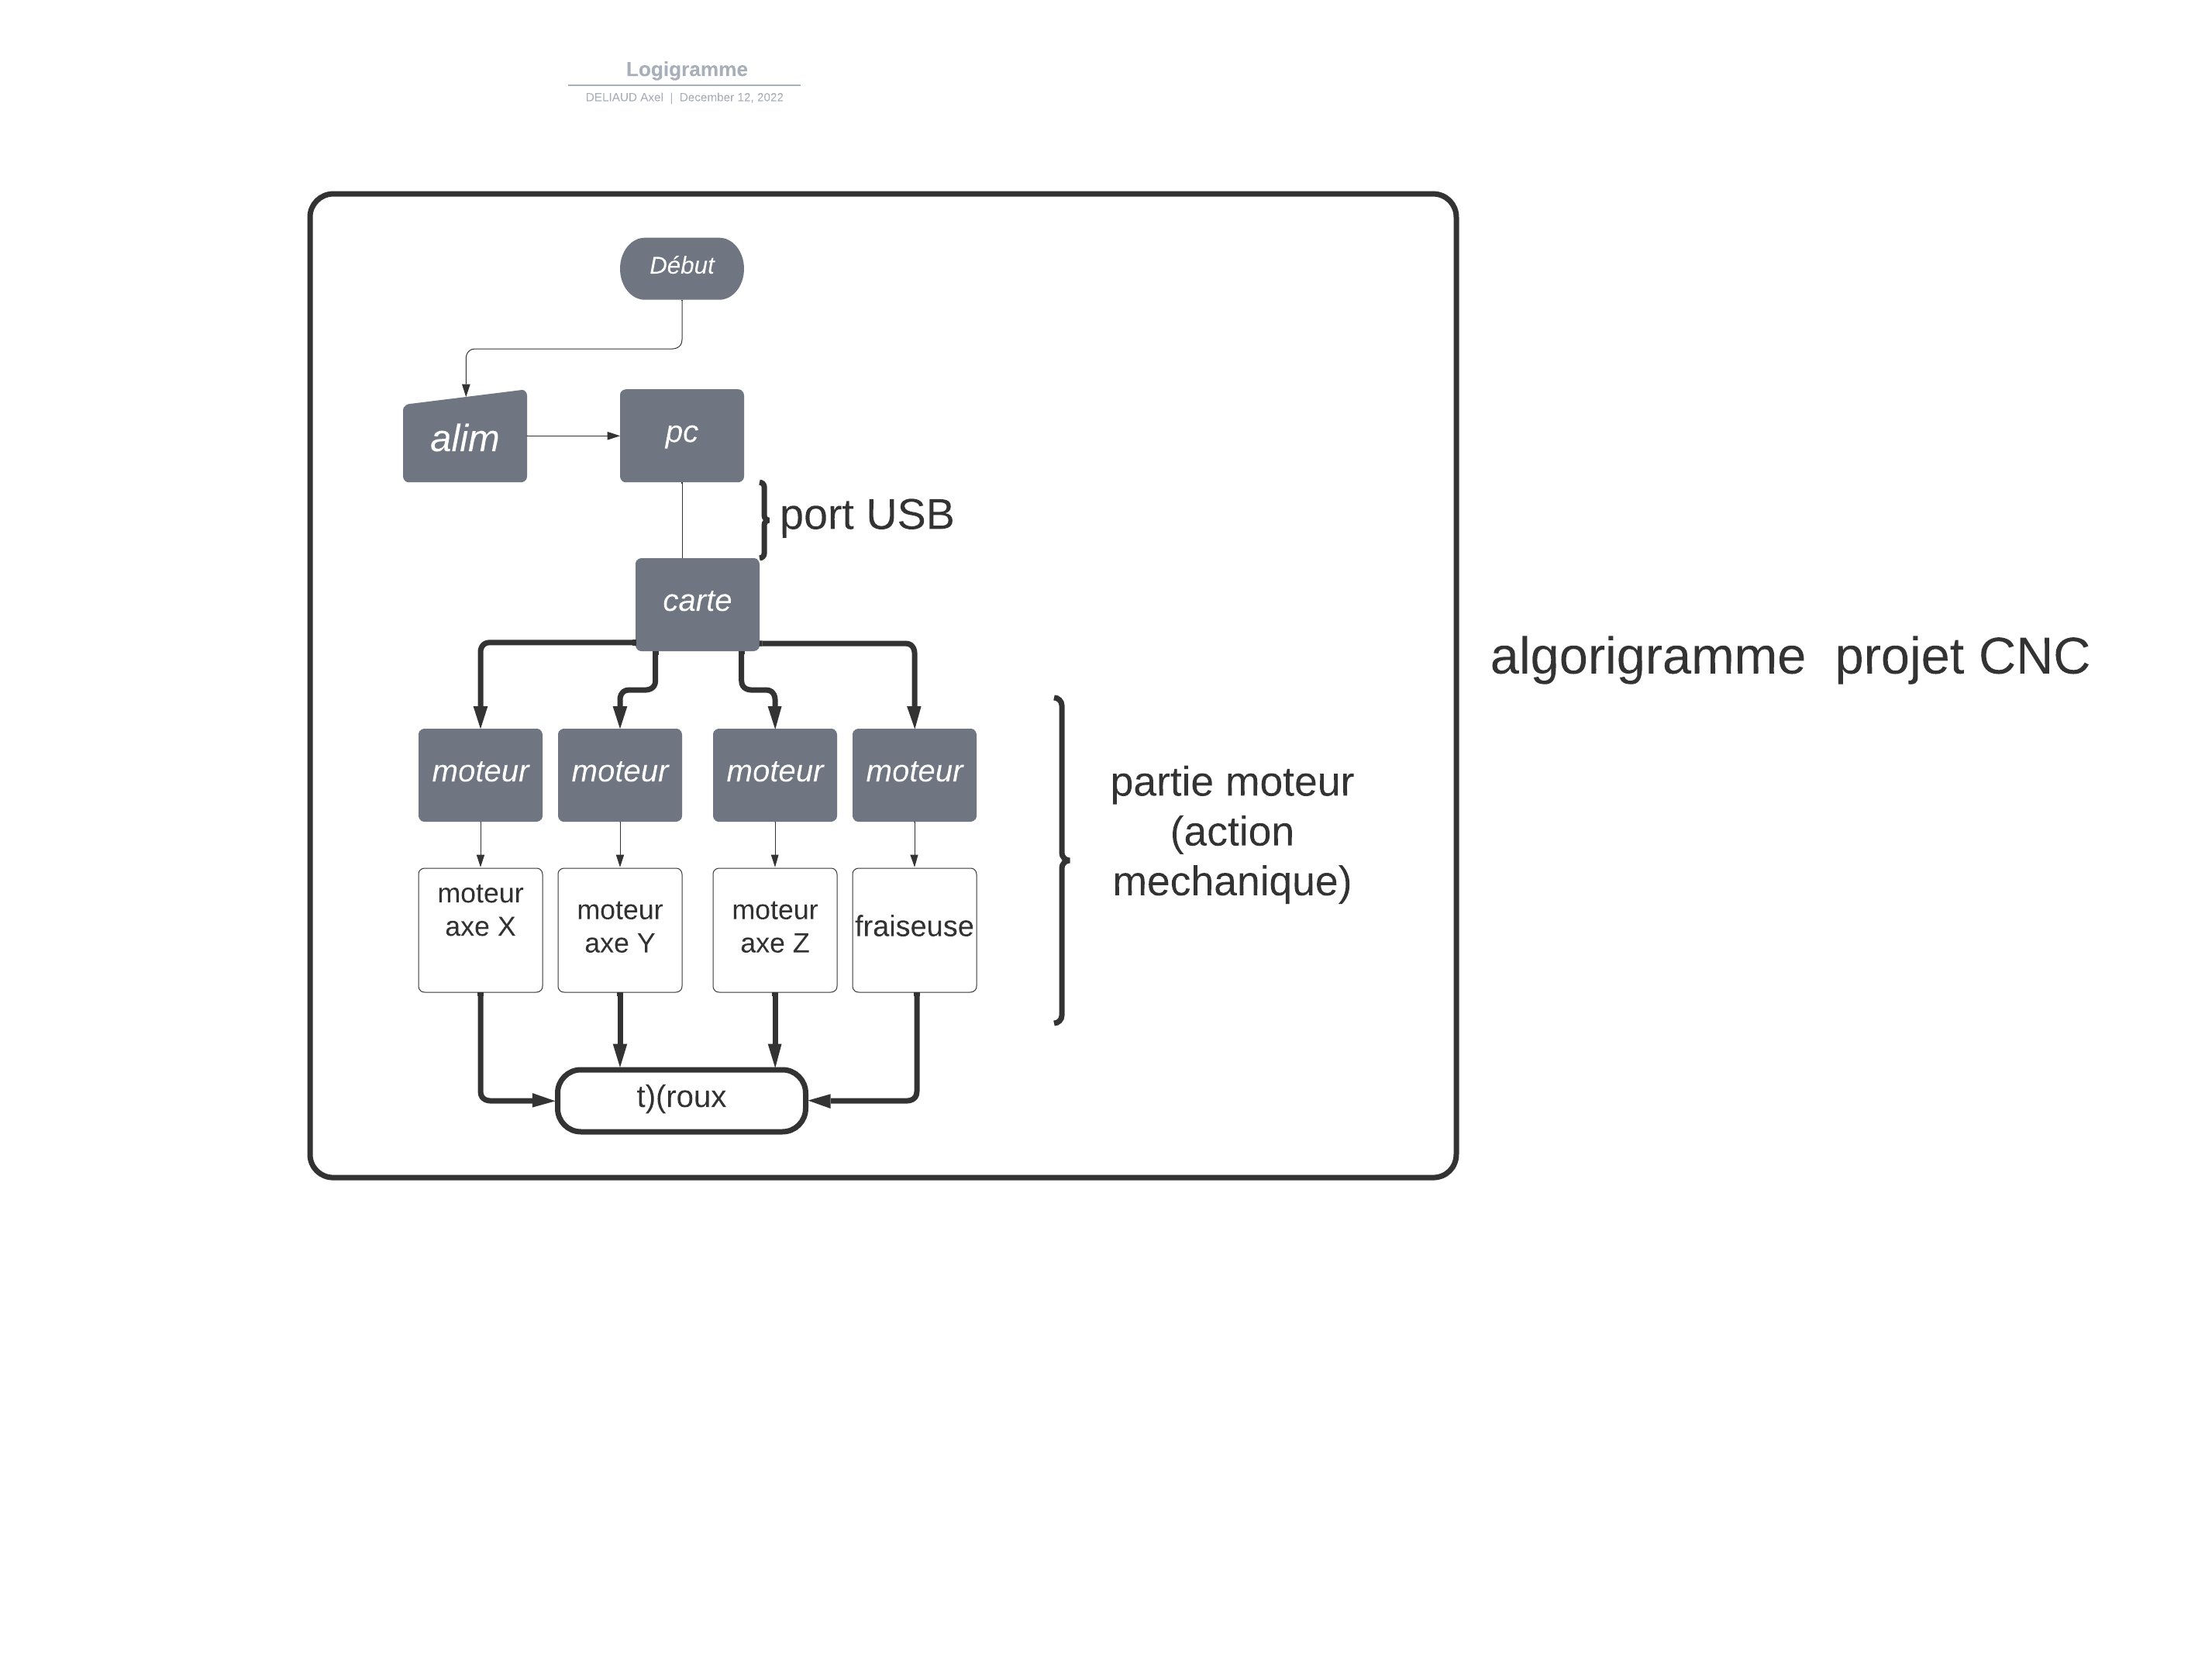 Logigramme
DELIAUD Axel | December 12, 2022
Début
alim
pc
port USB
carte
algorigramme projet CNC
moteur
moteur
moteur
moteur
partie moteur
(action
mechanique)
moteur
axe X
moteur
axe Y
moteur
axe Z
fraiseuse
t)(roux